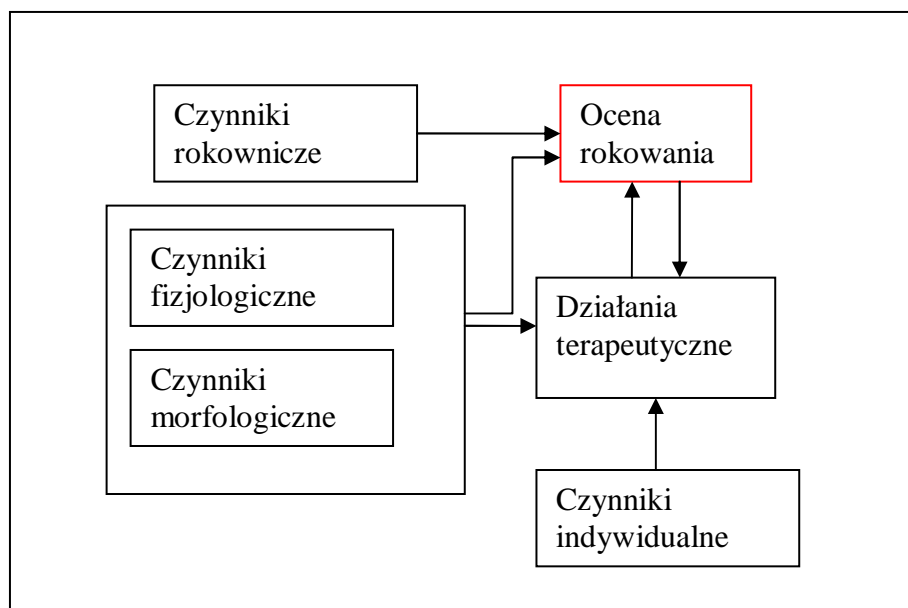 Czynniki
rokownicze
Ocena
rokowania
Czynniki
fizjologiczne
Działania
terapeutyczne
Czynniki
morfologiczne
Czynniki
indywidualne